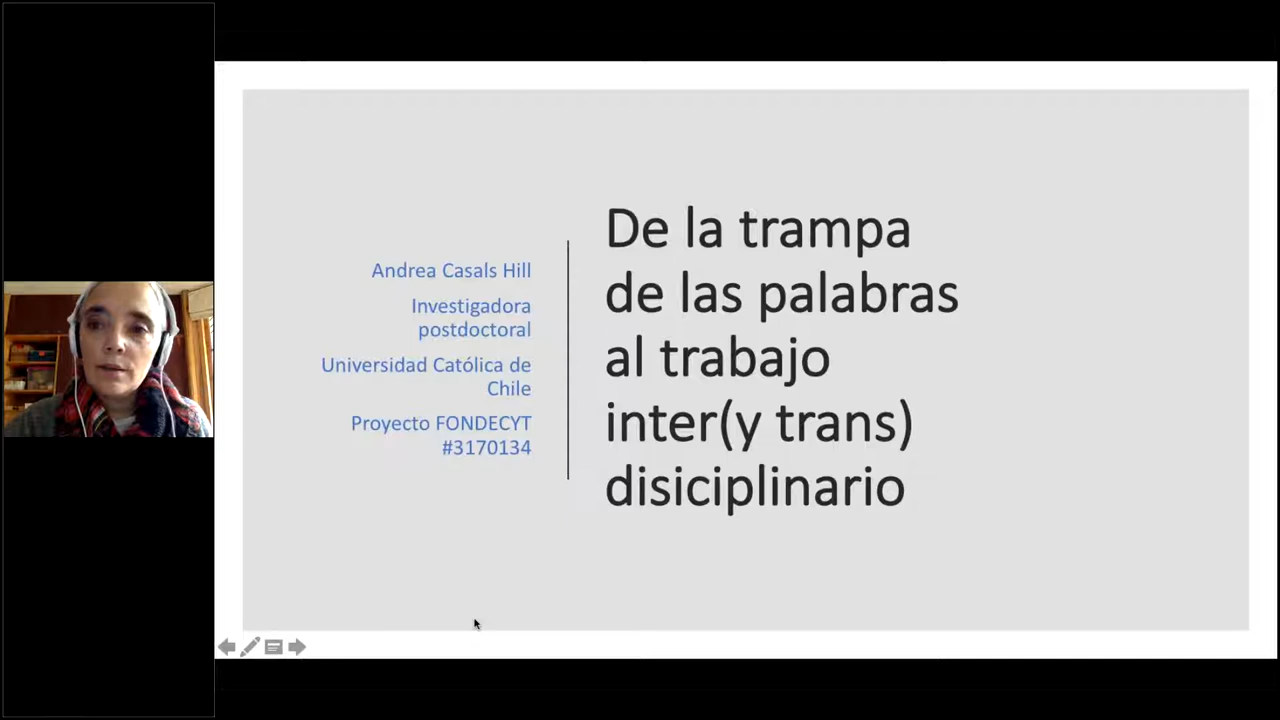 Andrea Casals Hill
Investigadora
postdoctoral
Universidad Católica de
Chile
Proyecto FONDECYT
#3170134
De la trampa
de las palabras
al trabajo
inter(y trans)
disiciplinario